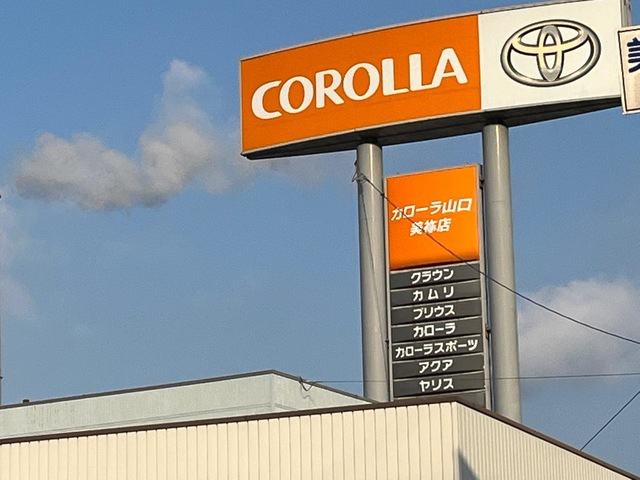 COROLLA
カローラ山口
美祢店
クラウン
カムリ
プリウス
カローラ
カローラスポーツ
アクア
ヤリス